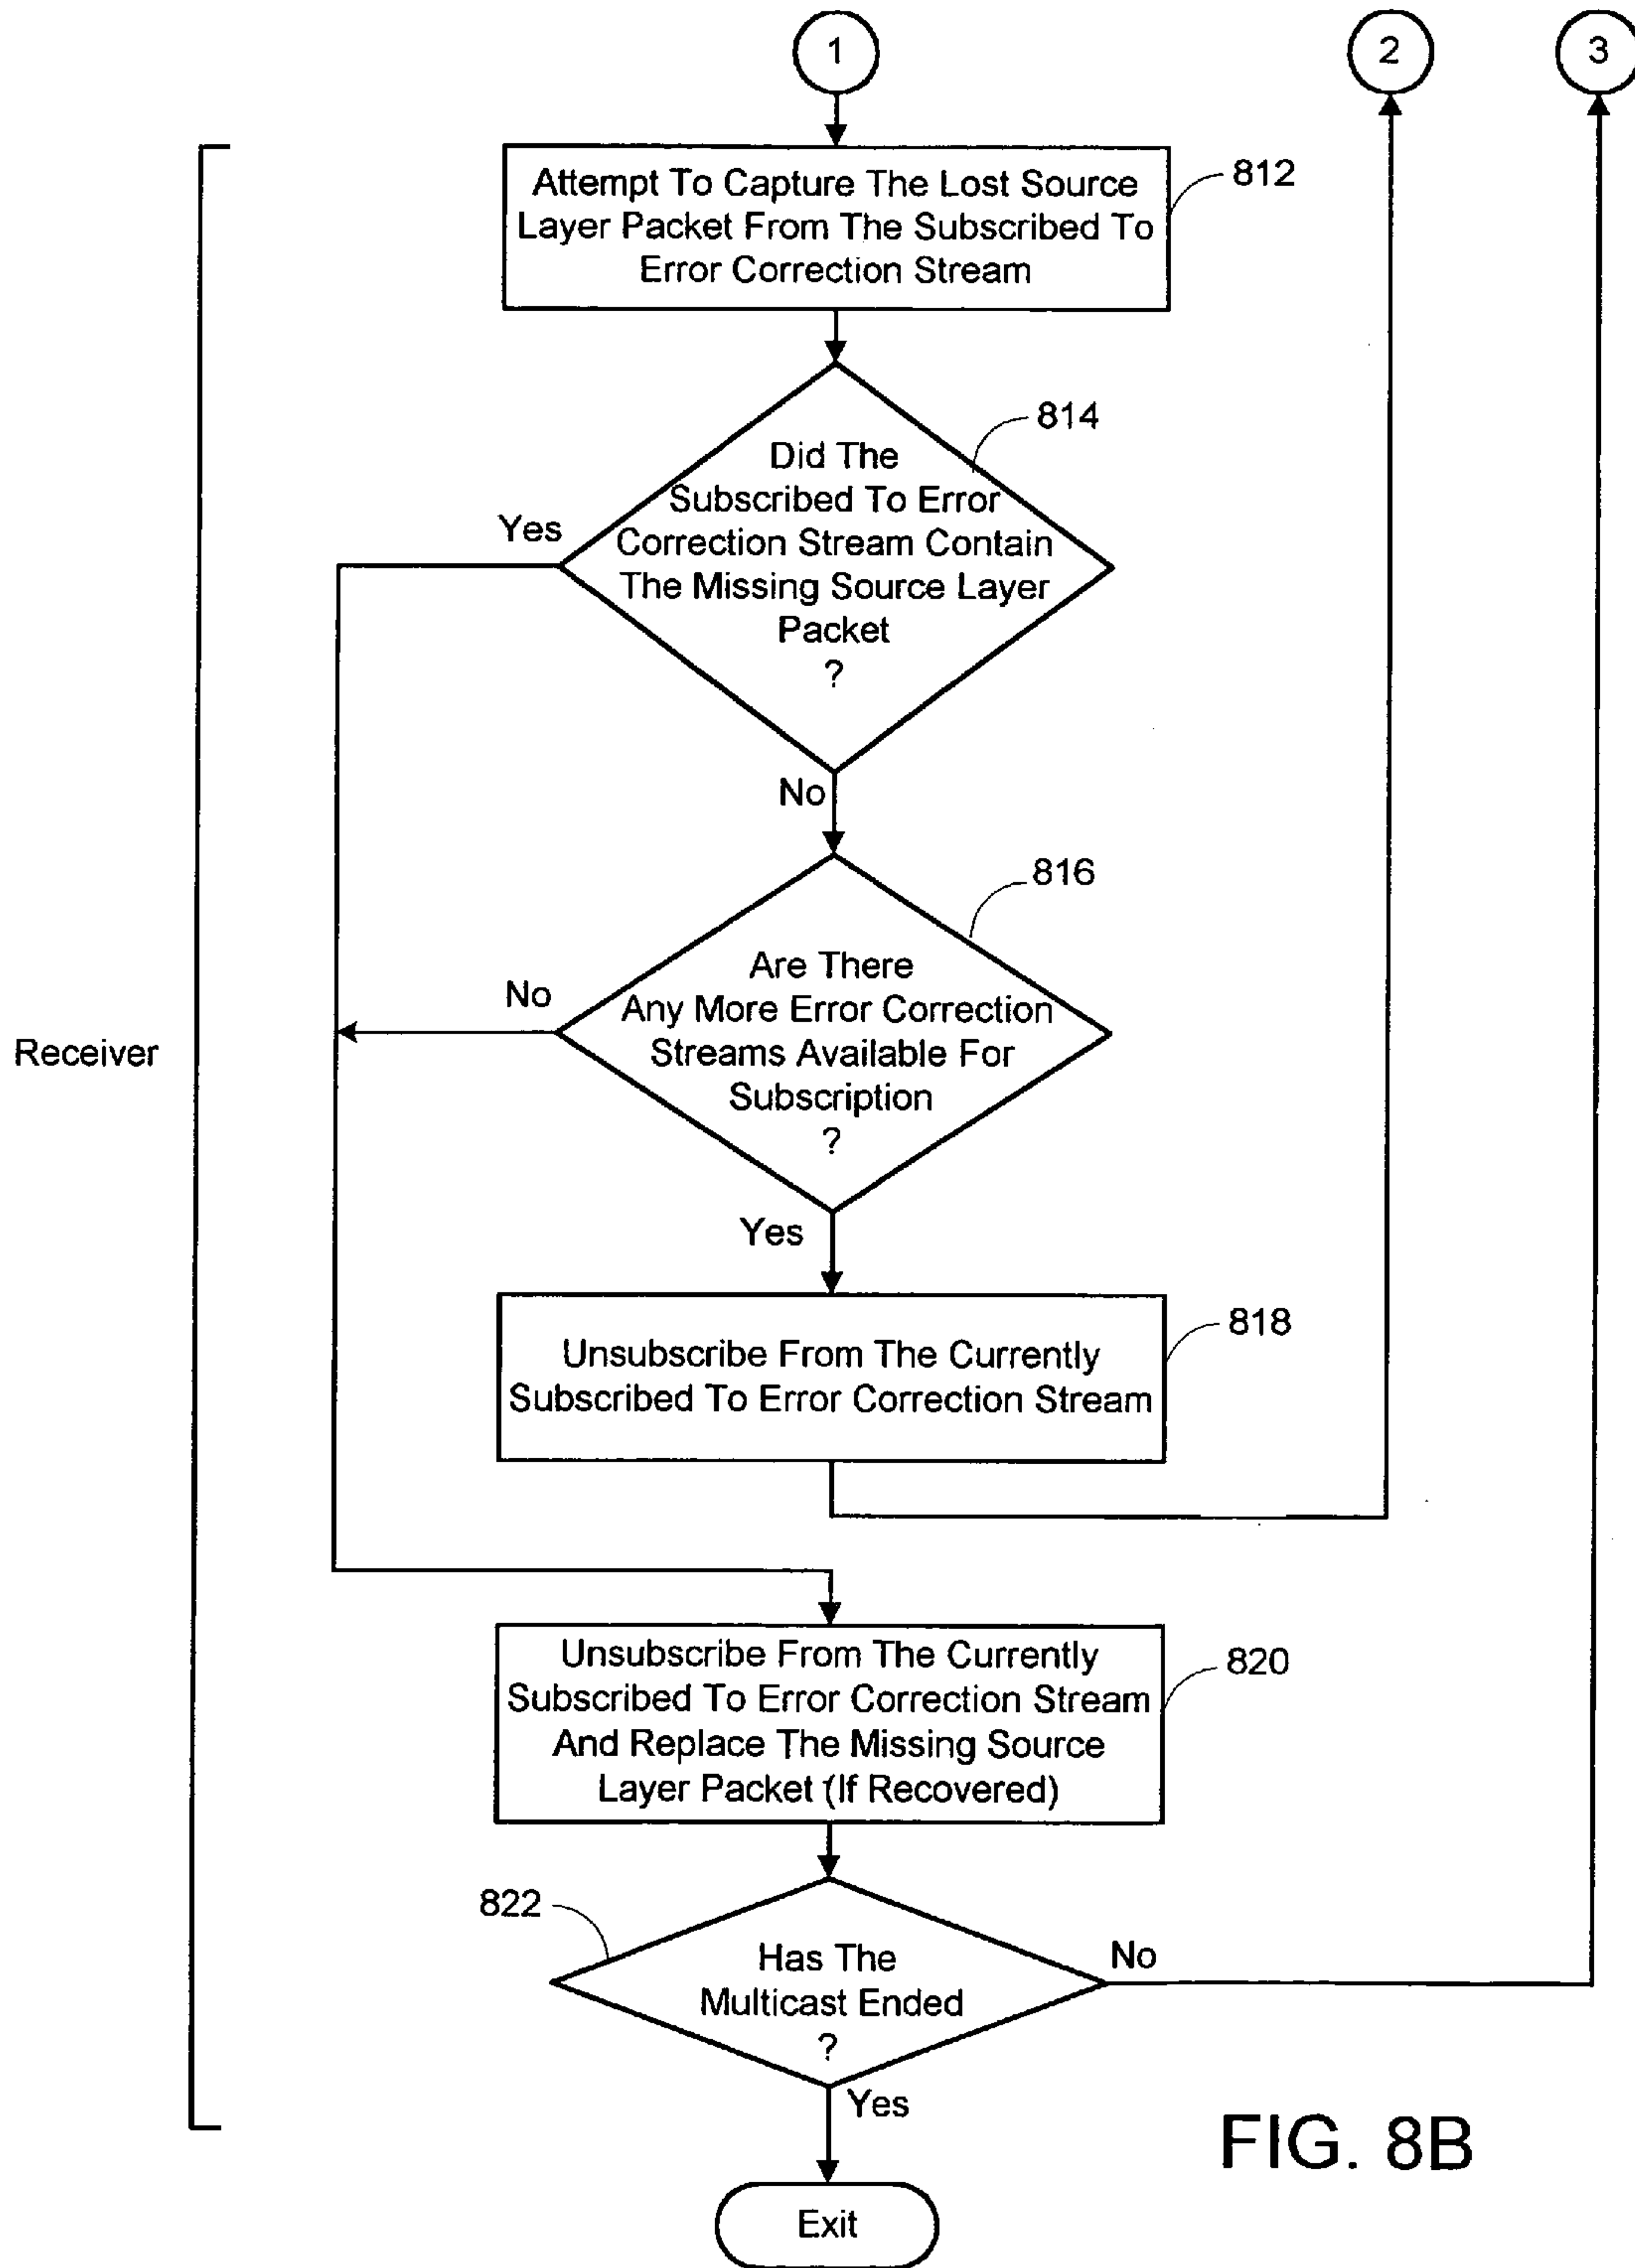 1
2
3
Attempt To Capture The Lost Source
Layer Packet From The Subscribed To
Error Correction Stream
812
814
Did The
Subscribed To Error
Correction Stream Contain
The Missing Source Layer
Packet
?
Yes
No
816
Are There
Any More Error Correction
Streams Available For
Subscription
?
No
Receiver
Yes
818
Unsubscribe From The Currently
Subscribed To Error Correction Stream
Unsubscribe From The Currently
Subscribed To Error Correction Stream
And Replace The Missing Source
Layer Packet (If Recovered)
820
822
Has The
Multicast Ended
?
No
Yes
Exit
FIG. 8B